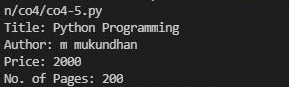 n/co4/co4-5.py
Title: Python Programming
Author: m mukundhan
Price: 2000
No. of Pages: 200